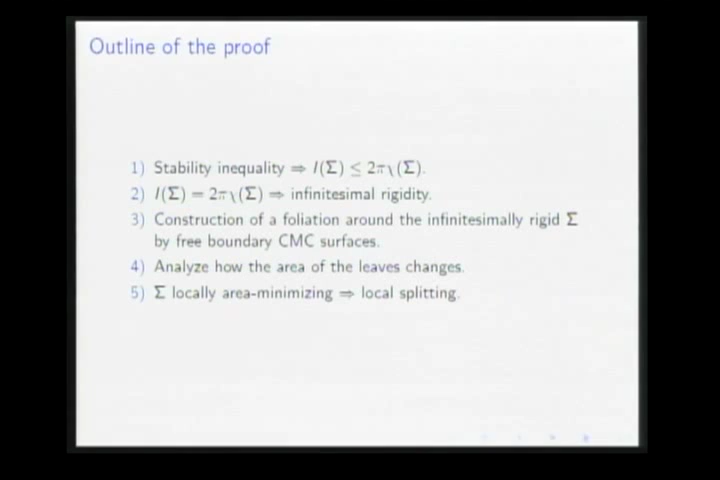 Outline of the proof
1) Stability inequality ⇒ I(Σ) ≤ 2πχ(Σ).
2) I(Σ) = 2πχ(Σ) ⇒ infinitesimal rigidity.
3) Construction of a foliation around the infinitesimally rigid Σ
by free boundary CMC surfaces.
4) Analyze how the area of the leaves changes.
5) Σ locally area-minimizing ⇒ local splitting.